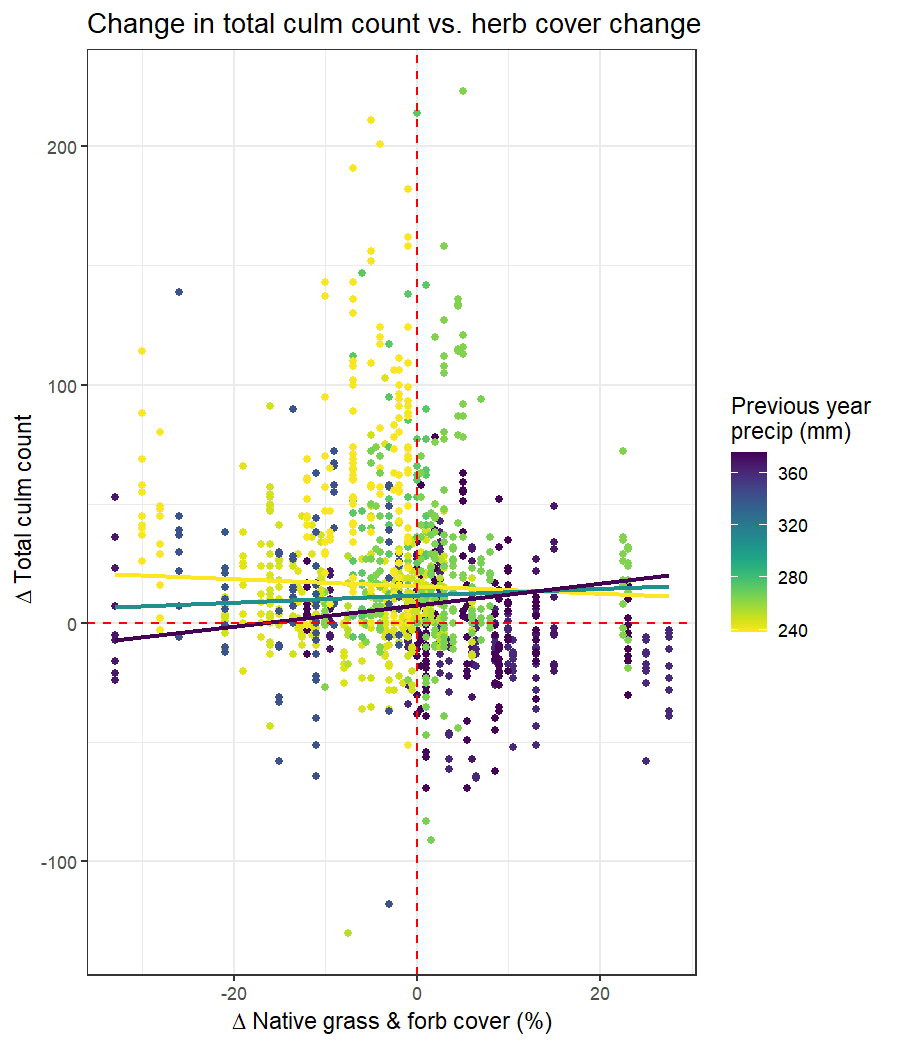 Change in total culm count vs. herb cover change
Δ Total culm count
200
100
0
-100
-20
0
20
Δ Native grass & forb cover (%)
Previous year
precip (mm)
360
320
280
240